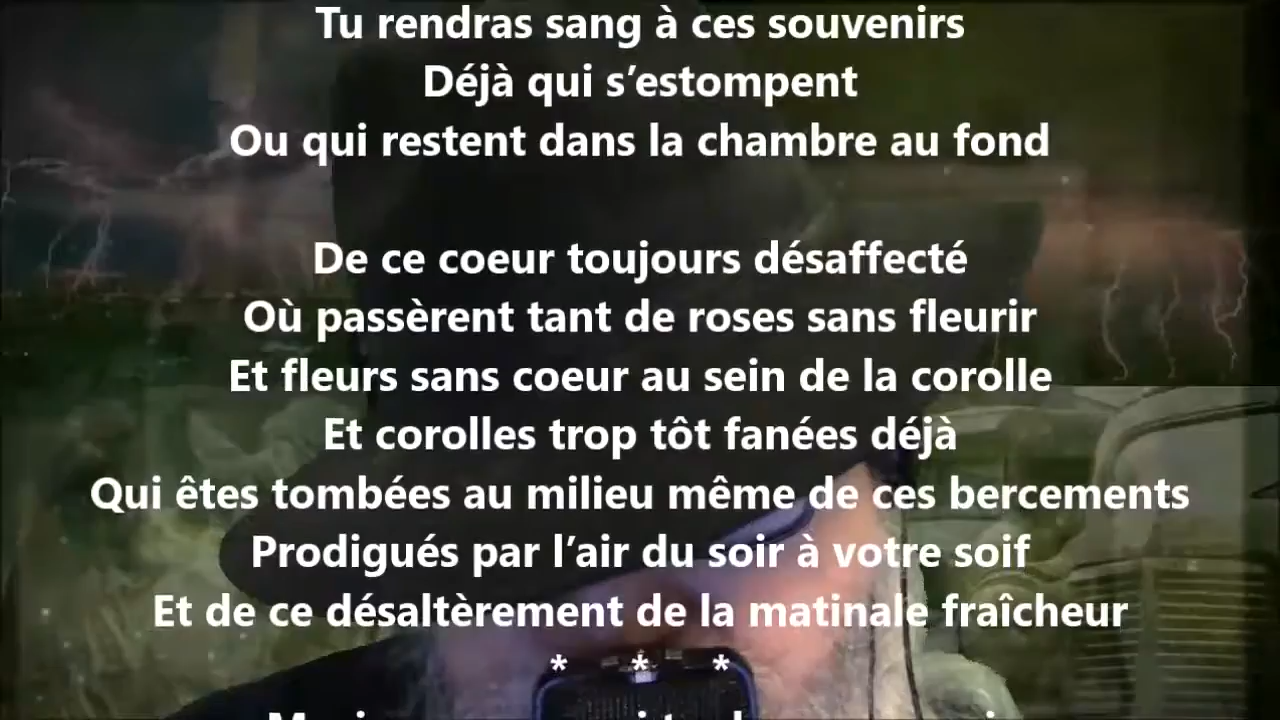 Tu rendras sang à ces souvenirs
Déjà qui s’estompent
Ou qui restent dans la chambre au fond
De ce coeur toujours désaffecté
Où passèrent tant de roses sans fleurir
Et fleurs sans coeur au sein de la corolle
Et corolles trop tôt fanées déjà
Qui êtes tombées au milieu même de ces bercements
Prodigués par l’air du soir à votre soif
Et de ce désaltèrement de la matinale fraîcheur
* * *